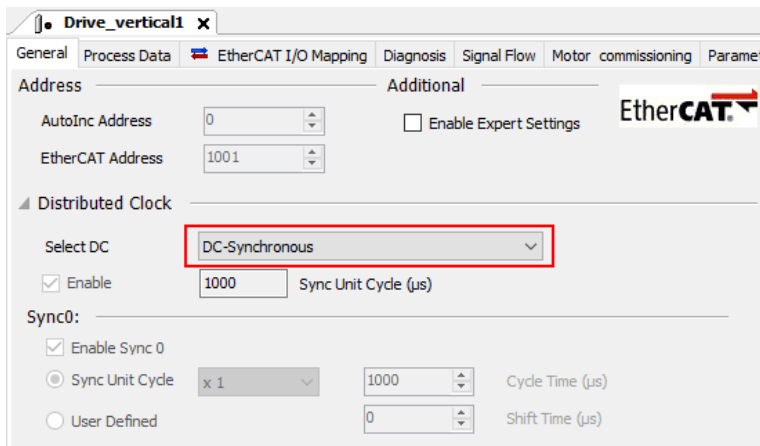 Drive_vertical1 x
General Process Data EtherCAT I/O Mapping Diagnosis Signal Flow Motor commissioning Parame
Address Additional
AutoInc Address 0 Enable Expert Settings EtherCAT.
EtherCAT Address 1001
Distributed Clock
Select DC DC-Synchronous
Enable 1000 Sync Unit Cycle (µs)
Sync0:
Enable Sync 0
Sync Unit Cycle x 1 1000 Cycle Time (µs)
User Defined 0 Shift Time (µs)